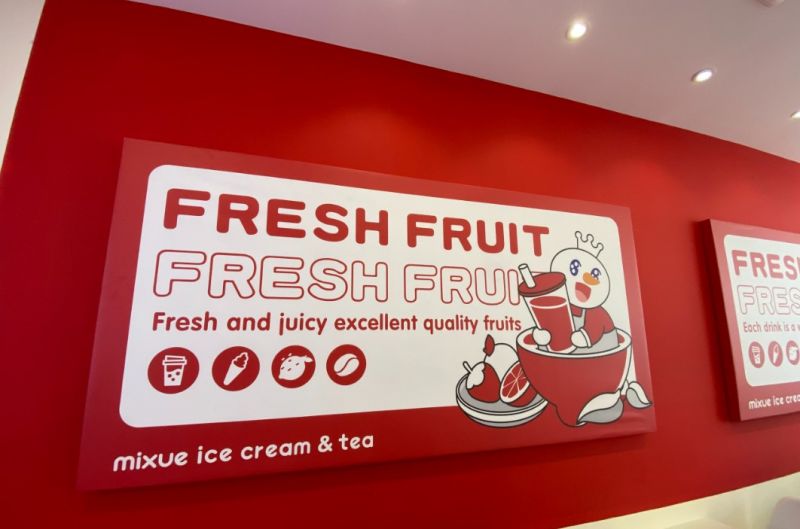 FRESH FRUIT
FRESH FRUI
Fresh and juicy excellent quality fruits
mixue ice cream & tea
FRES
FRES
Each drink is a
mixue ice crea